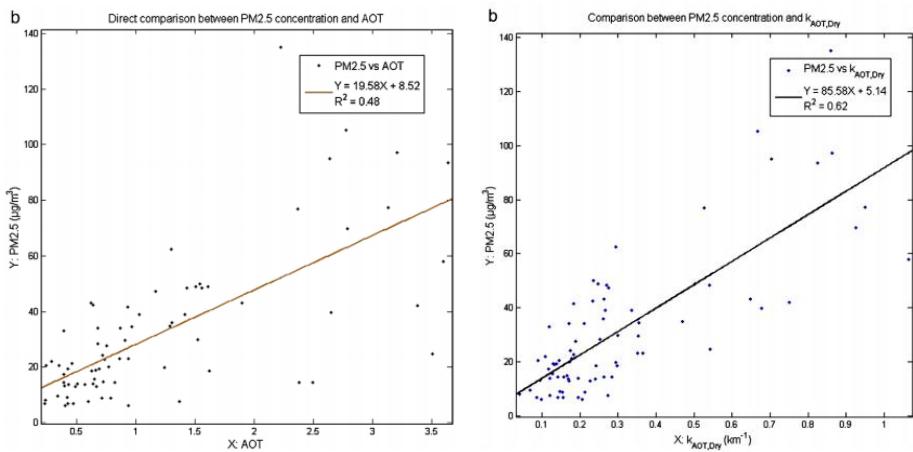 b
Direct comparison between PM2.5 concentration and AOT
140
120
100
80
60
40
20
0
Y: PM2.5 (μg/m³)
PM2.5 vs AOT
Y = 19.58X + 8.52
R² = 0.48
0.5 1 1.5 2 2.5 3 3.5
X: AOT
b
Comparison between PM2.5 concentration and k_AOT,Dry
140
120
100
80
60
40
20
0
Y: PM2.5 (μg/m³)
PM2.5 vs k_AOT,Dry
Y = 85.58X + 5.14
R² = 0.62
0.1 0.2 0.3 0.4 0.5 0.6 0.7 0.8 0.9 1
X: k_AOT,Dry (km⁻¹)